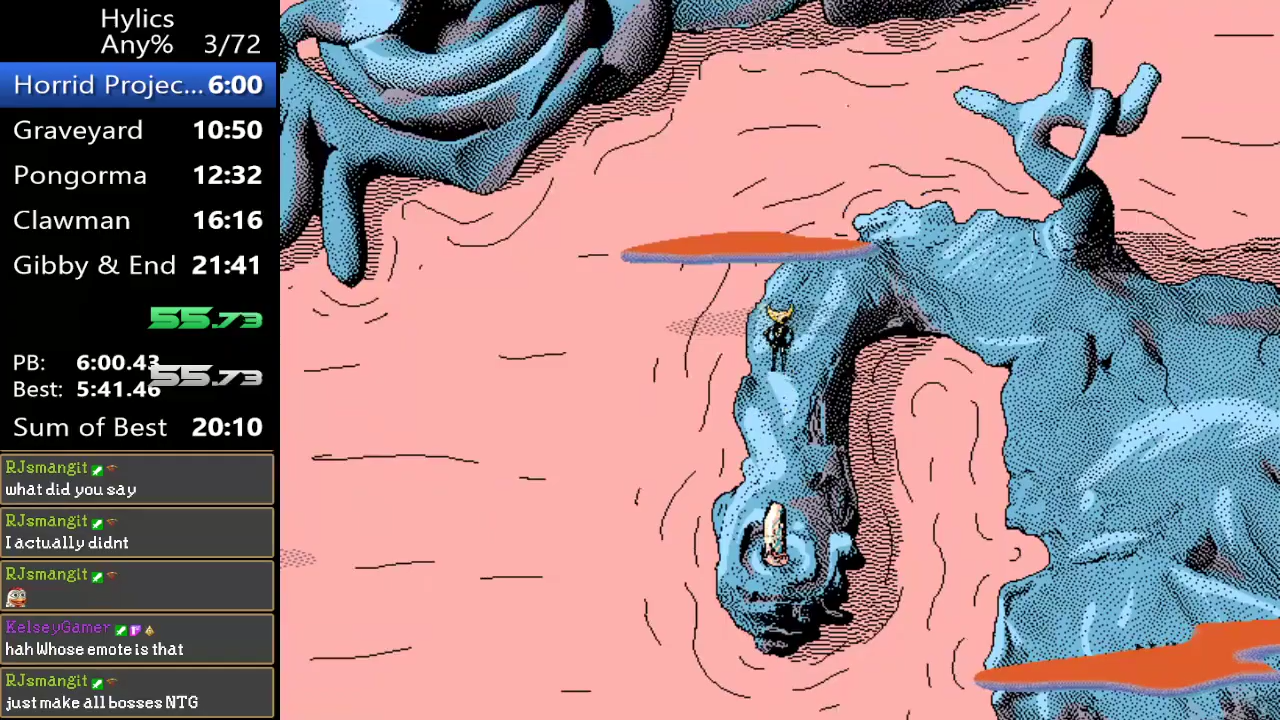 Hylics
Any% 3/72
Horrid Projec... 6:00
Graveyard 10:50
Pongorma 12:32
Clawman 16:16
Gibby & End 21:41
55.73
PB: 6:00.43
55.73
Best: 5:41.46
Sum of Best 20:10
RJsmangit
what did you say
RJsmangit
I actually didnt
RJsmangit
KelseyGamer
hah Whose emote is that
RJsmangit
just make all bosses NTG